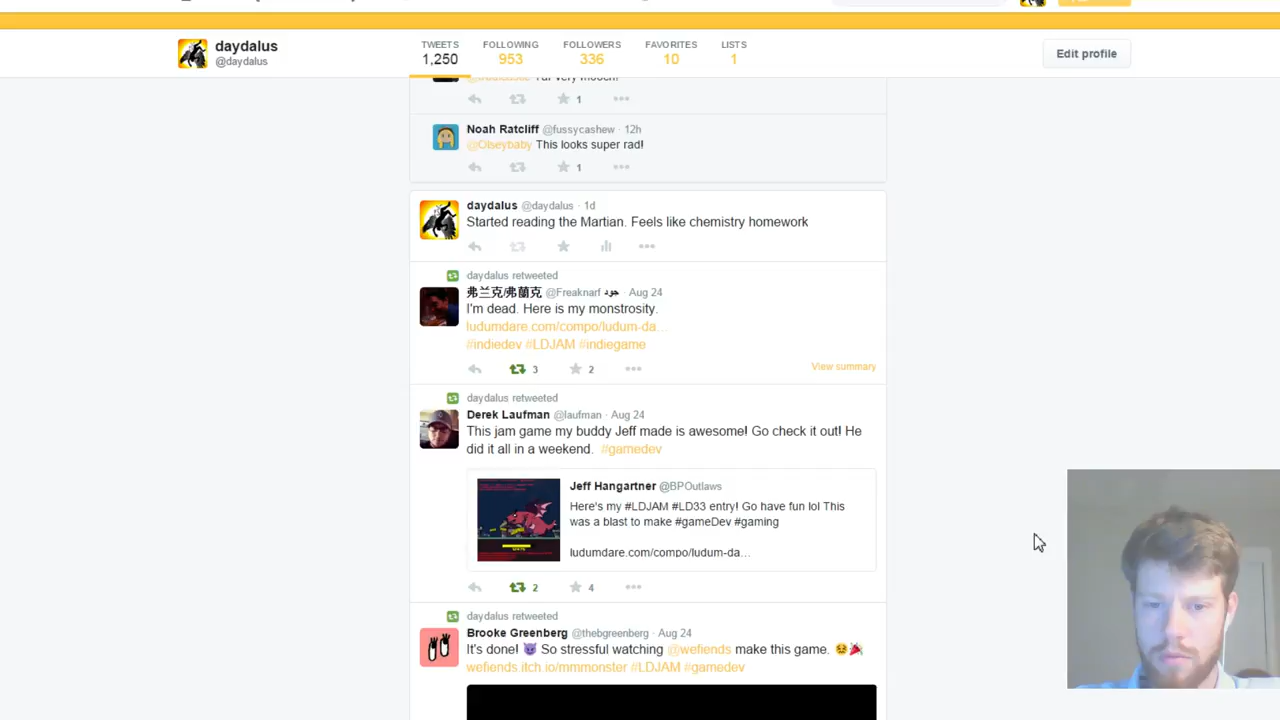 daydalus
@daydalus
TWEETS
1,250
FOLLOWING
953
FOLLOWERS
336
FAVORITES
10
LISTS
1
Edit profile
1
Noah Ratcliff @fussycashew · 12h
@Olseybaby This looks super rad!
1
daydalus @daydalus · 1d
Started reading the Martian. Feels like chemistry homework
daydalus retweeted
弗兰克/弗蘭克 @Freaknarf جود · Aug 24
I'm dead. Here is my monstrosity.
ludumdare.com/compo/ludum-da…
#indiedev #LDJAM #indiegame
3 2
View summary
daydalus retweeted
Derek Laufman @laufman · Aug 24
This jam game my buddy Jeff made is awesome! Go check it out! He
did it all in a weekend. #gamedev
Jeff Hangartner @BPOutlaws
Here's my #LDJAM #LD33 entry! Go have fun lol This
was a blast to make #gameDev #gaming
ludumdare.com/compo/ludum-da…
2 4
daydalus retweeted
Brooke Greenberg @thebgreenberg · Aug 24
It's done! 😈 So stressful watching @wefiends make this game. 😣🎉
wefiends.itch.io/mmmonster #LDJAM #gamedev